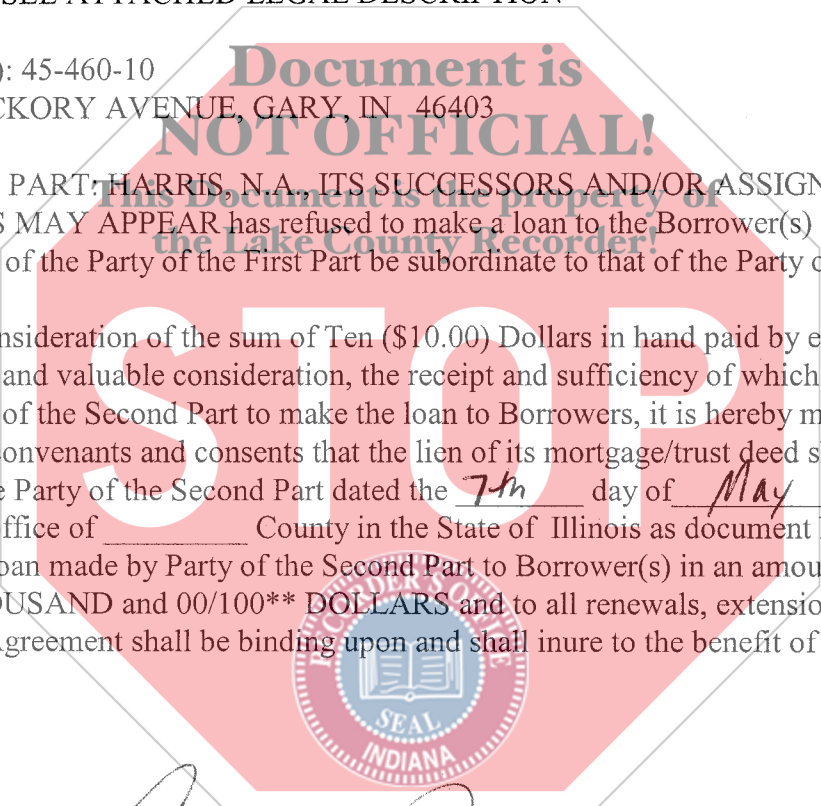 SEE ATTACHED LEGAL DESCRIPTION
): 45-460-10
CKORY AVENUE, GARY, IN 46403
PART: HARRIS, N.A., ITS SUCCESSORS AND/OR ASSIGN
S MAY APPEAR has refused to make a loan to the Borrower(s)
of the Party of the First Part be subordinate to that of the Party o
nsideration of the sum of Ten ($10.00) Dollars in hand paid by e
and valuable consideration, the receipt and sufficiency of which
of the Second Part to make the loan to Borrowers, it is hereby m
onvenants and consents that the lien of its mortgage/trust deed s
e Party of the Second Part dated the 7th day of May
ffice of __________ County in the State of Illinois as document
oan made by Party of the Second Part to Borrower(s) in an amou
OUSAND and 00/100** DOLLARS and to all renewals, extensio
Agreement shall be binding upon and shall inure to the benefit of
Document is
NOT OFFICIAL!
This Document is the property of
the Lake County Recorder!
STOP
RECORDER'S OFFICE
SEAL
INDIANA